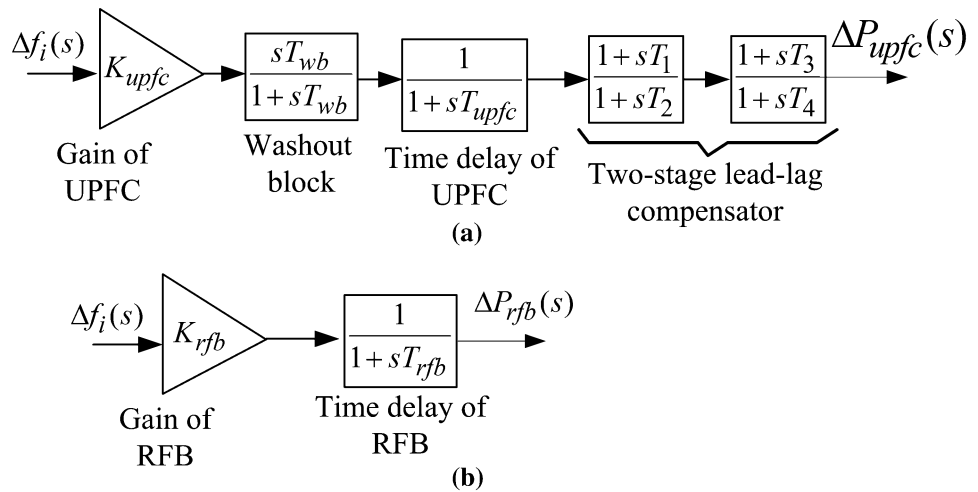 Δf_i(s)
K_upfc
sT_wb
1+sT_wb
1
1+sT_upfc
1+sT_1
1+sT_2
1+sT_3
1+sT_4
ΔP_upfc(s)
Gain of
UPFC
Washout
block
Time delay of
UPFC
Two-stage lead-lag
compensator
(a)
Δf_i(s)
K_rfb
1
1+sT_rfb
ΔP_rfb(s)
Gain of
RFB
Time delay of
RFB
(b)